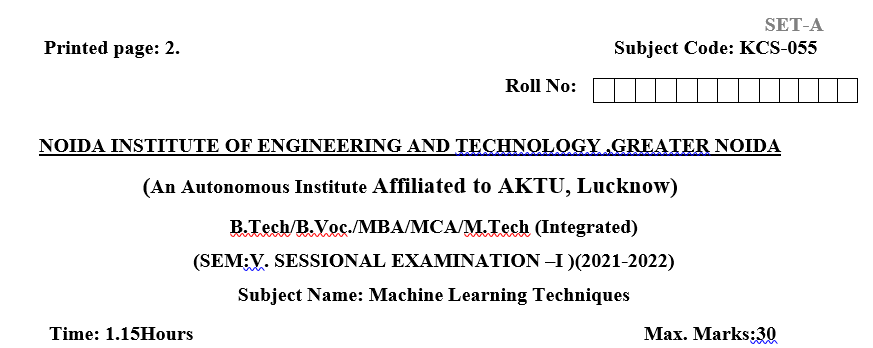 SET-A
Printed page: 2. Subject Code: KCS-055
Roll No:
NOIDA INSTITUTE OF ENGINEERING AND TECHNOLOGY ,GREATER NOIDA
(An Autonomous Institute Affiliated to AKTU, Lucknow)
B.Tech/B.Voc./MBA/MCA/M.Tech (Integrated)
(SEM:V. SESSIONAL EXAMINATION –I )(2021-2022)
Subject Name: Machine Learning Techniques
Time: 1.15Hours Max. Marks:30